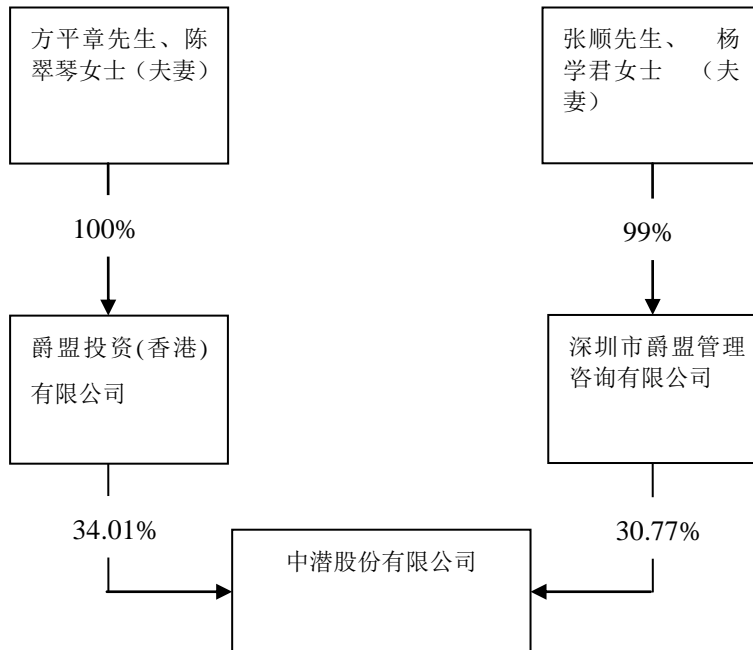 方平章先生、陈
翠琴女士（夫妻）
张顺先生、 杨
学君女士 （夫
妻）
100%
99%
爵盟投资(香港)
有限公司
深圳市爵盟管理
咨询有限公司
34.01%
30.77%
中潜股份有限公司